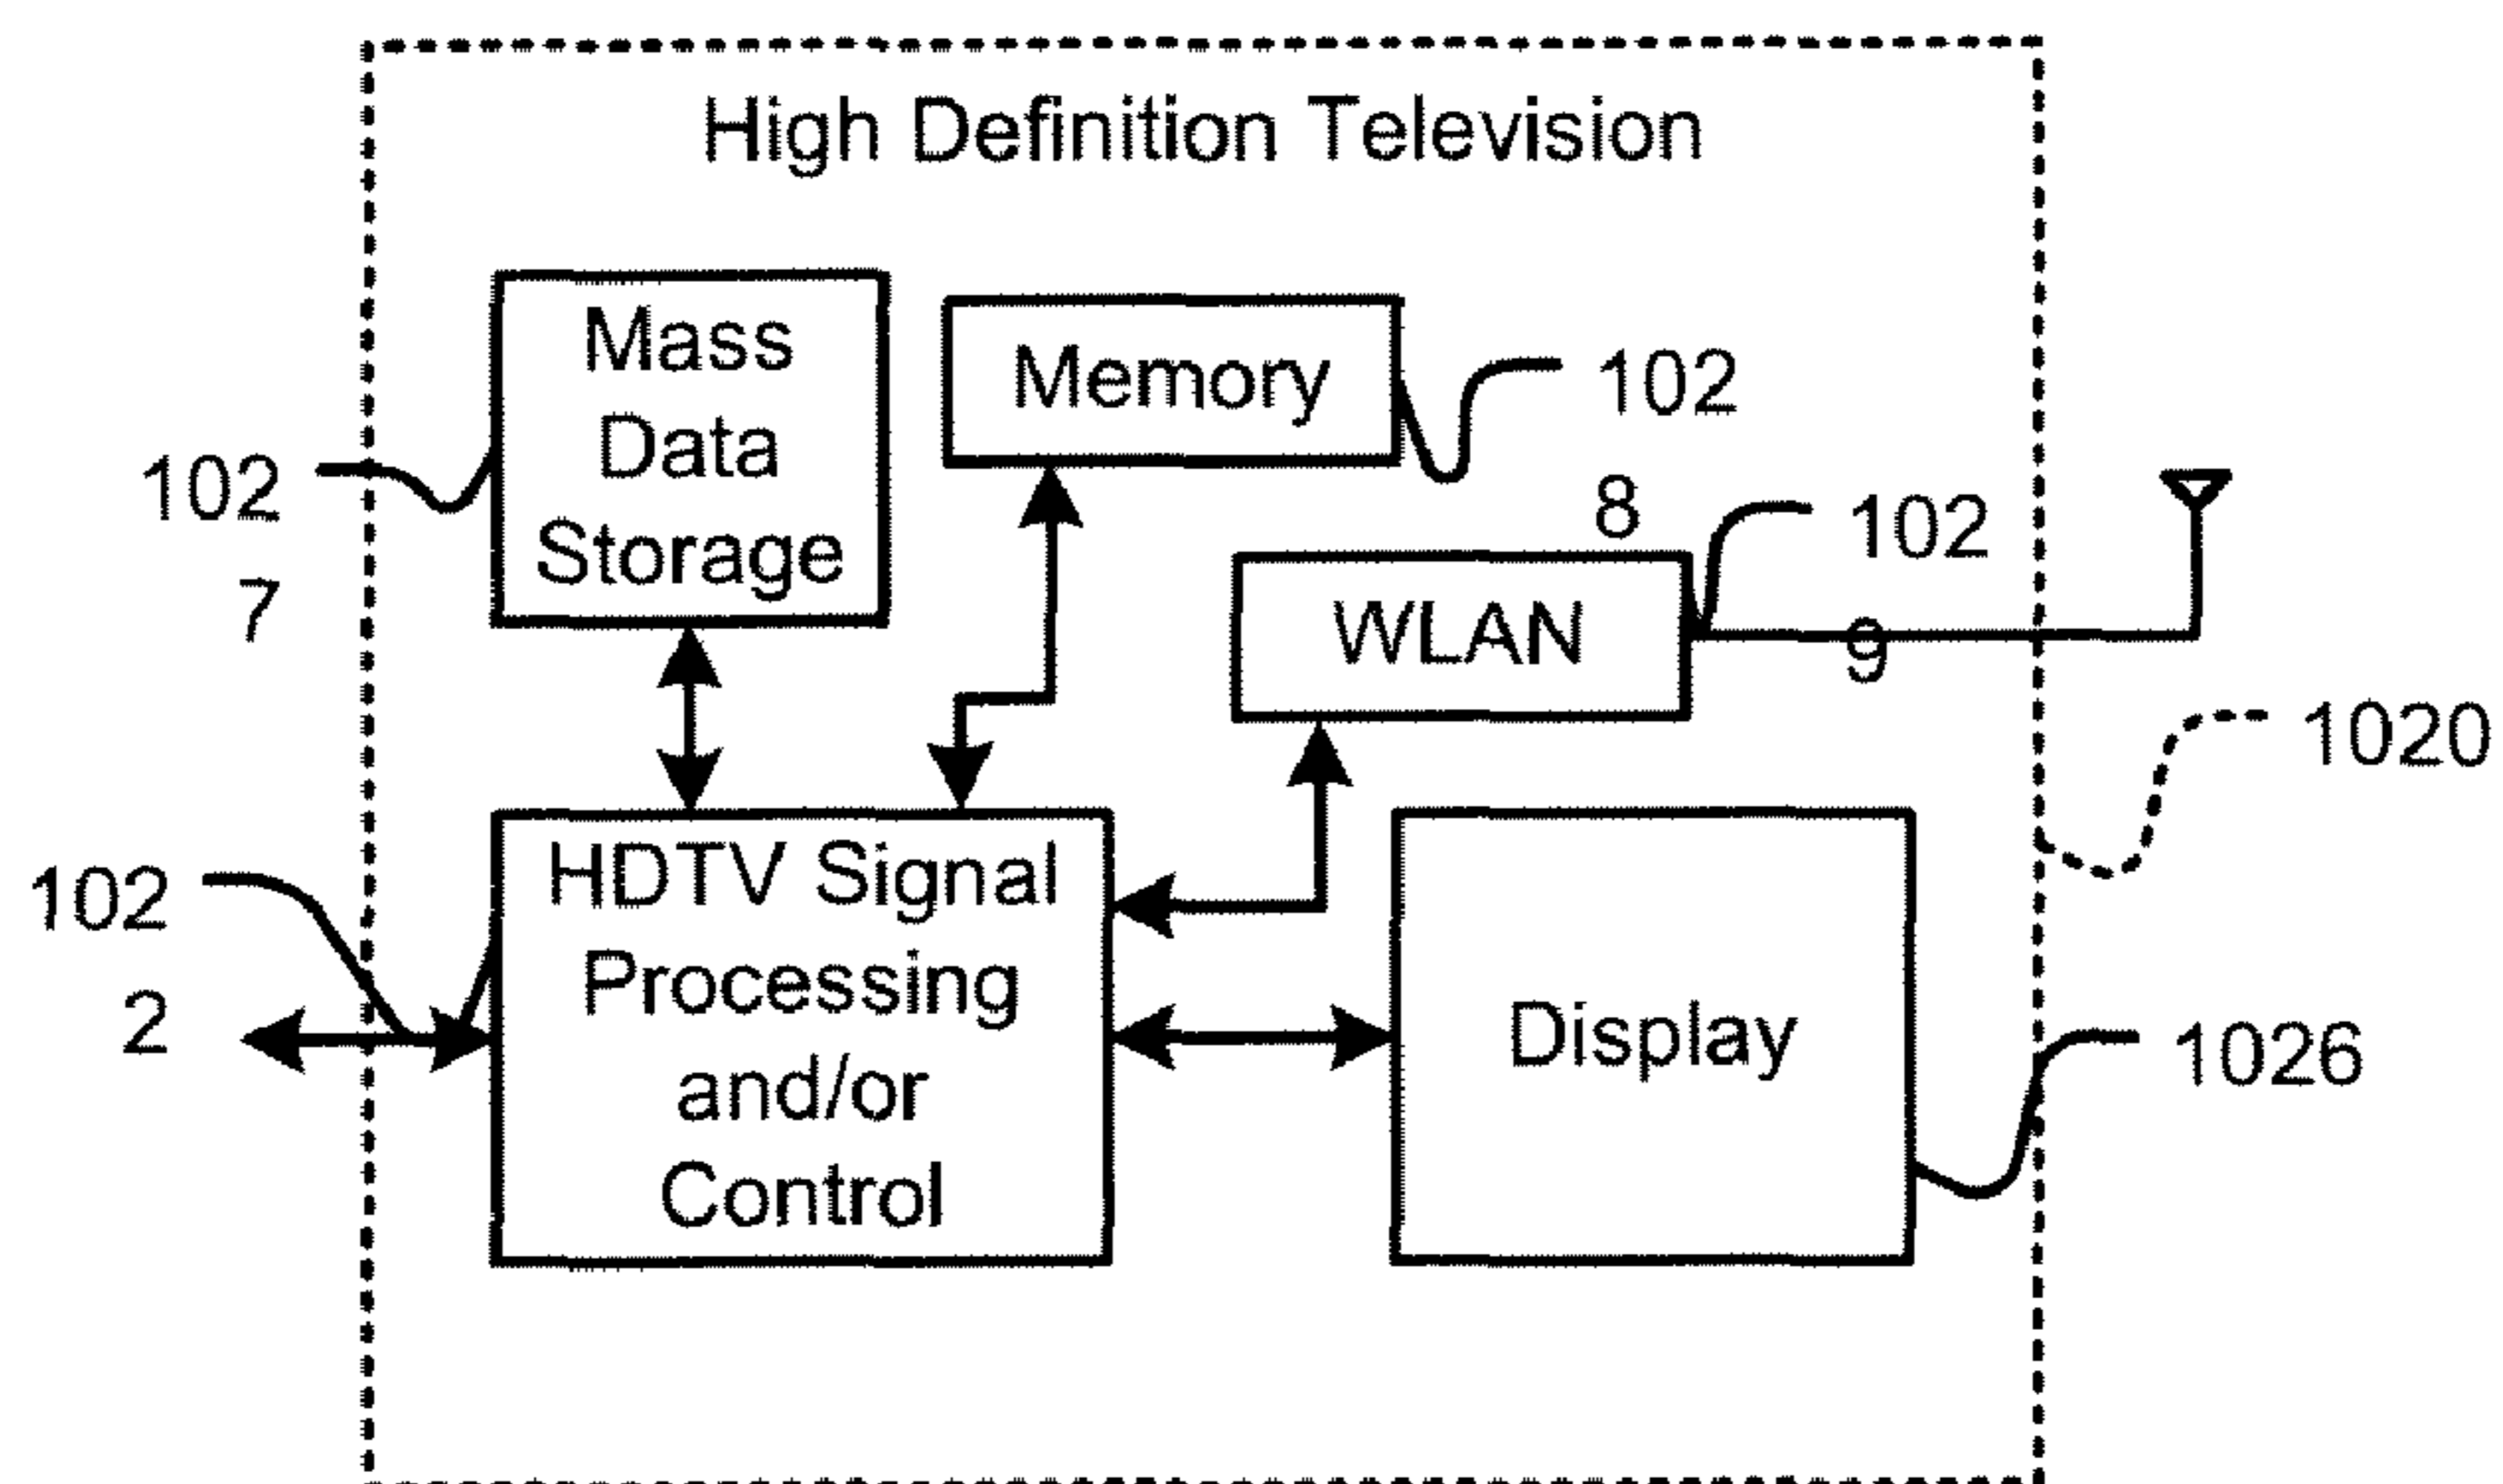 High Definition Television
Mass
Data
Storage
Memory
102
8
102
7
WLAN
102
9
1020
HDTV Signal
Processing
and/or
Control
102
2
Display
1026